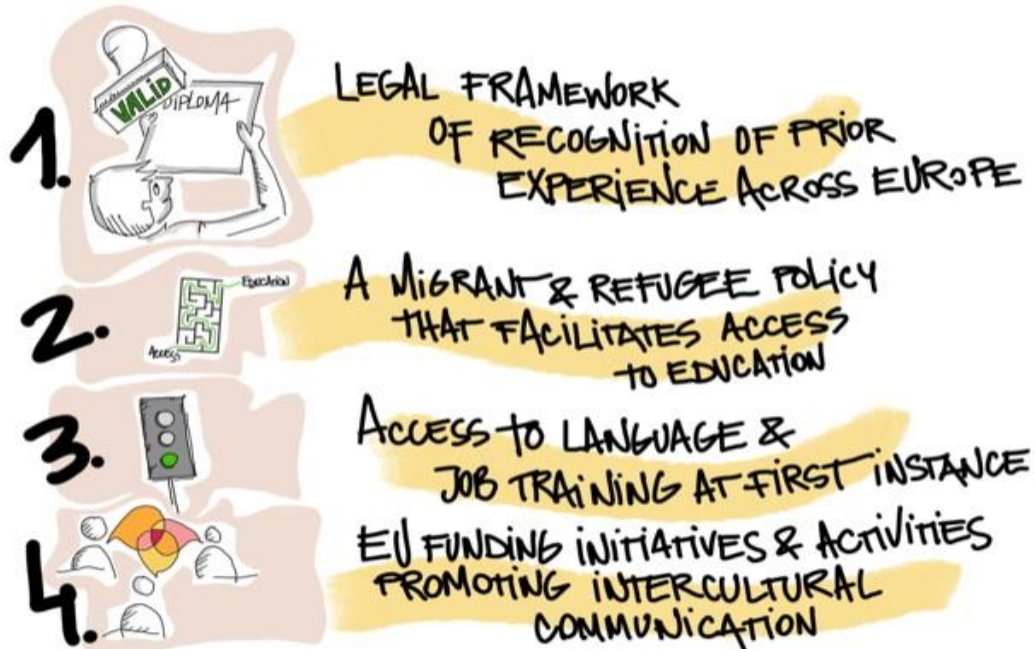 1.
VALID
DIPLOMA
LEGAL FRAMEWORK
OF RECOGNITION OF PRIOR
EXPERIENCE ACROSS EUROPE
2.
EDUCATION
ACCESS
A MIGRANT & REFUGEE POLICY
THAT FACILITATES ACCESS
TO EDUCATION
3.
ACCESS TO LANGUAGE &
JOB TRAINING AT FIRST INSTANCE
4.
EU FUNDING INITIATIVES & ACTIVITIES
PROMOTING INTERCULTURAL
COMMUNICATION